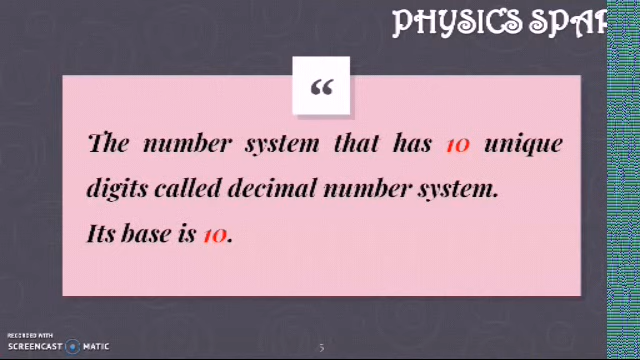 PHYSICS SPAR
“
The number system that has 10 unique
digits called decimal number system.
Its base is 10.
RECORDED WITH
SCREENCAST MATIC
5